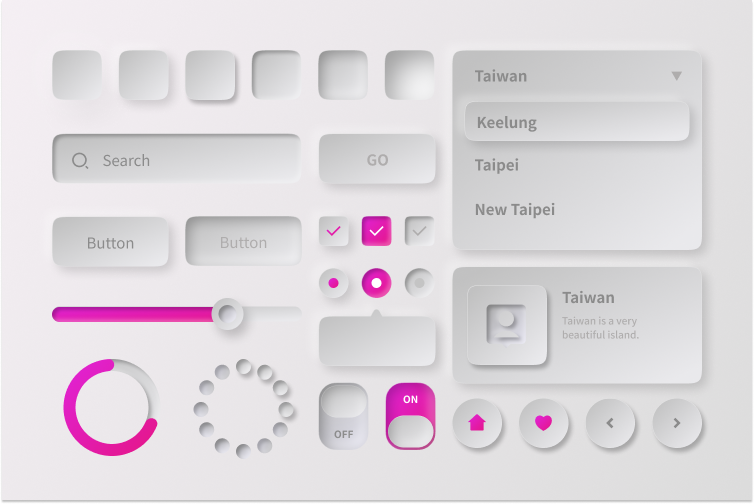 Taiwan
Keelung
Taipei
New Taipei
Search
GO
Button
Button
Taiwan
Taiwan is a very
beautiful island.
ON
OFF